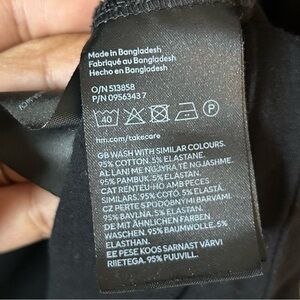 Made in Bangladesh
Fabriqué au Bangladesh
Hecho en Bangladesh
O/N 513858
P/N 0956343 7
40
P
hm.com/takecare
GB WASH WITH SIMILAR COLOURS.
95% COTTON. 5% ELASTANE.
AL LANI ME NGJYRA TË NGJASHME.
95% PAMBUK. 5% ELASTAN.
CAT RENTEU-HO AMB PECES
SIMILARS. 95% COTÓ. 5% ELASTÀ.
CZ PERTE S PODOBNÝMI BARVAMI.
95% BAVLNA. 5% ELASTAN.
DE MIT ÄHNLICHEN FARBEN
WASCHEN. 95% BAUMWOLLE. 5%
ELASTHAN.
EE PESE KOOS SARNAST VÄRVI
RIIETEGA. 95% PUUVILL.